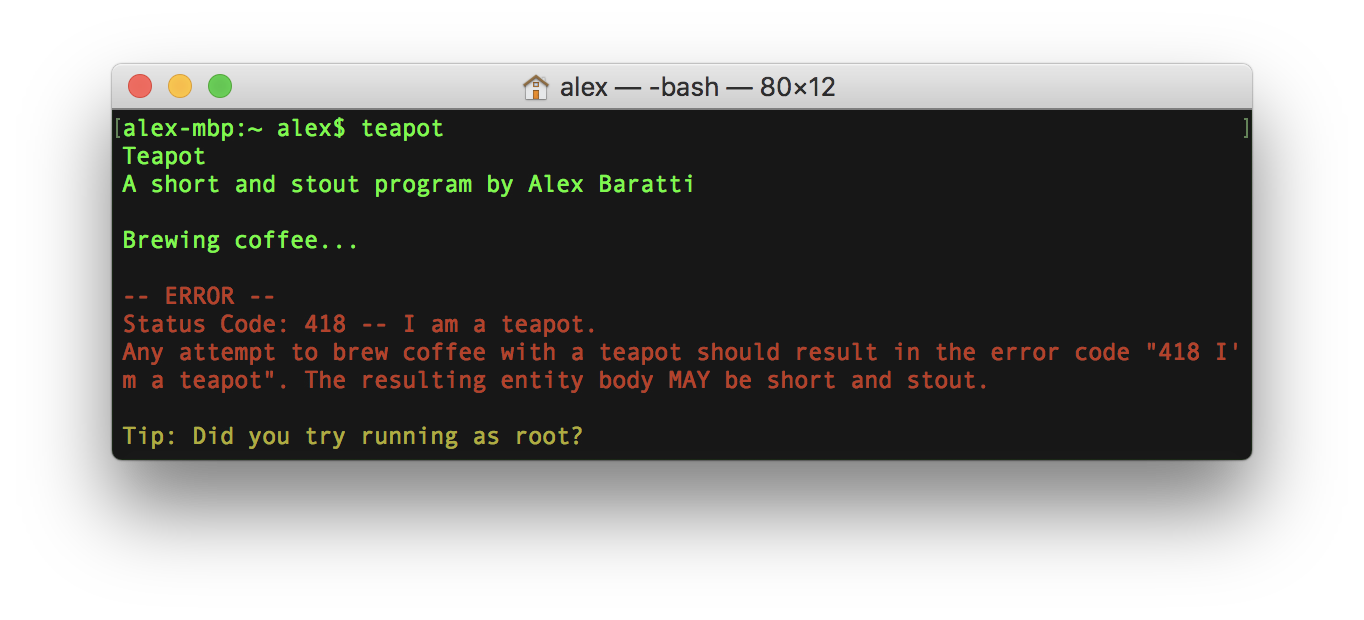 alex — -bash — 80×12
[alex-mbp:~ alex$ teapot ]
Teapot
A short and stout program by Alex Baratti
Brewing coffee...
-- ERROR --
Status Code: 418 -- I am a teapot.
Any attempt to brew coffee with a teapot should result in the error code "418 I'
m a teapot". The resulting entity body MAY be short and stout.
Tip: Did you try running as root?